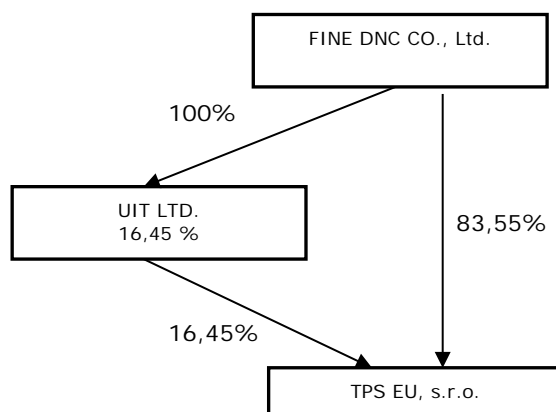 FINE DNC CO., Ltd.
100%
UIT LTD.
16,45 %
83,55%
16,45%
TPS EU, s.r.o.